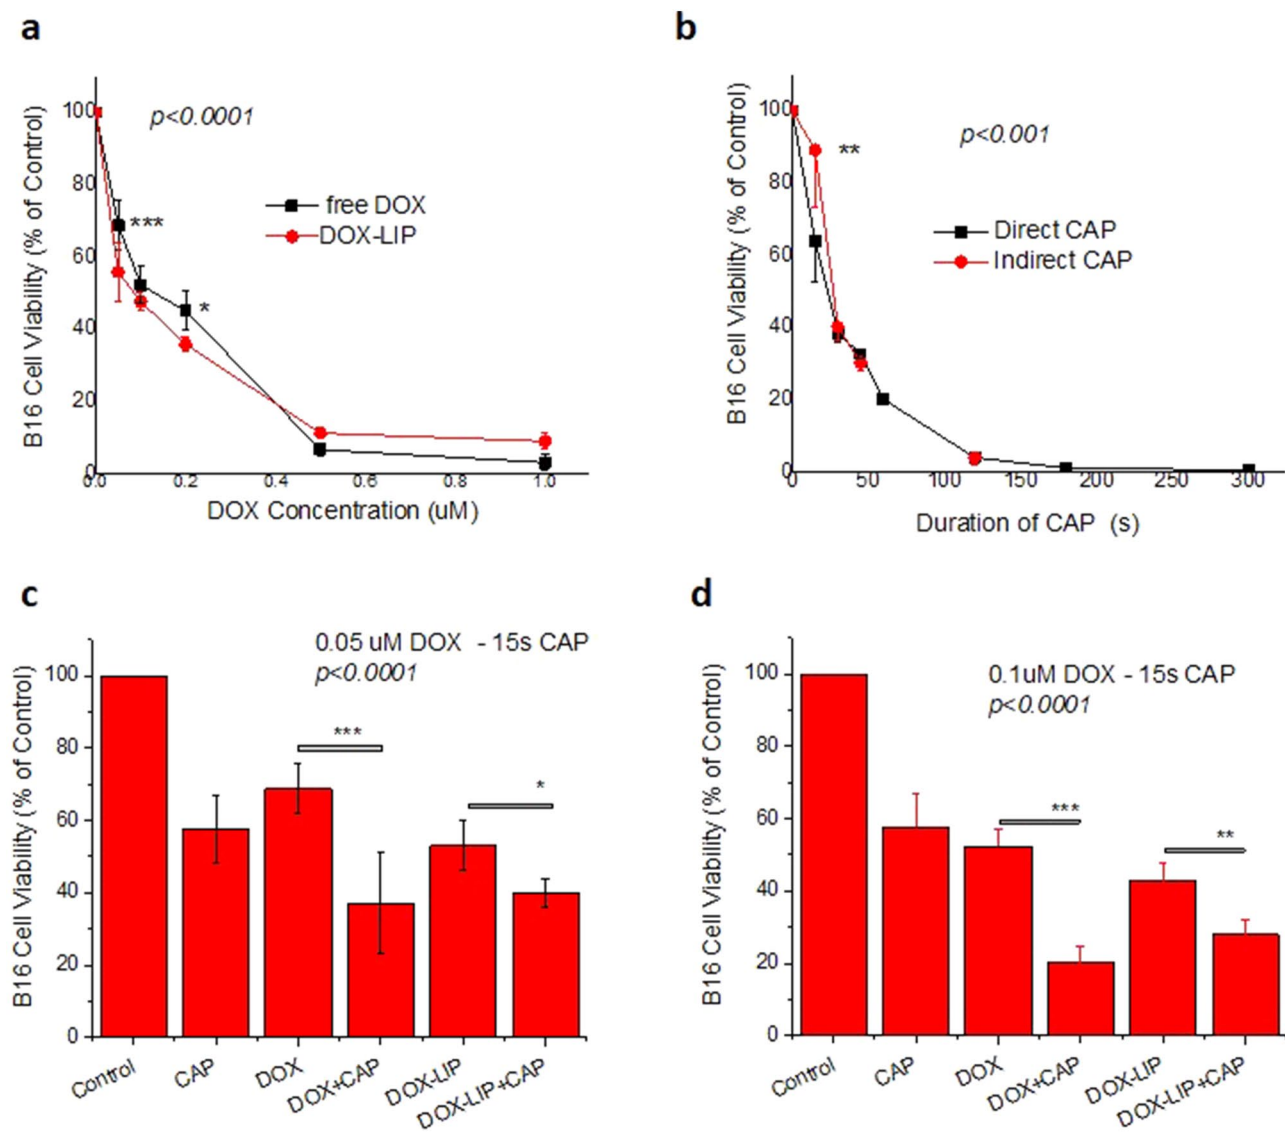 a
p<0.0001
***
*
free DOX
DOX-LIP
B16 Cell Viability (% of Control)
100
80
60
40
20
0
0.0 0.2 0.4 0.6 0.8 1.0
DOX Concentration (uM)
b
p<0.001
**
Direct CAP
Indirect CAP
B16 Cell Viability (% of Control)
100
80
60
40
20
0
0 50 100 150 200 250 300
Duration of CAP (s)
c
0.05 uM DOX - 15s CAP
p<0.0001
***
*
B16 Cell Viability (% of Control)
100
80
60
40
20
0
Control CAP DOX DOX+CAP DOX-LIP DOX-LIP+CAP
d
0.1uM DOX - 15s CAP
p<0.0001
***
**
B16 Cell Viability (% of Control)
100
80
60
40
20
0
Control CAP DOX DOX+CAP DOX-LIP DOX-LIP+CAP